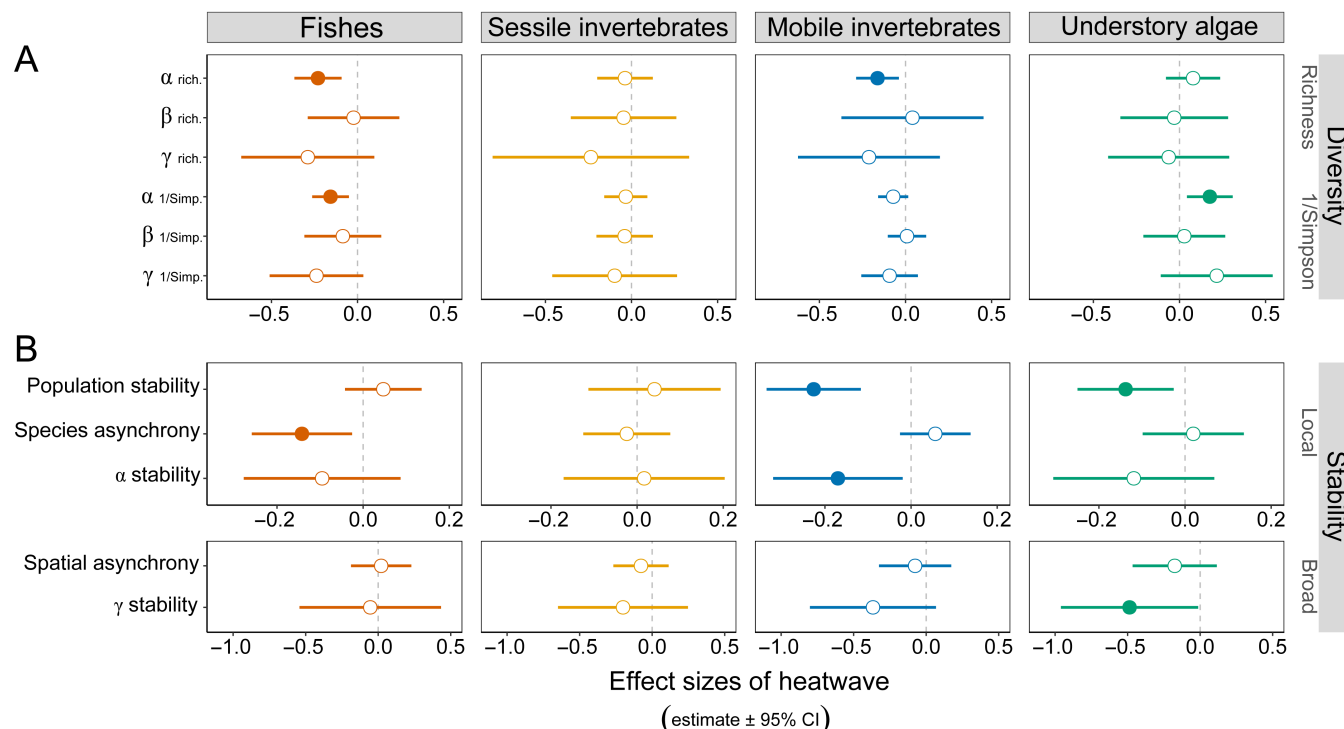 Fishes Sessile invertebrates Mobile invertebrates Understory algae
A
α rich.
β rich.
γ rich.
α 1/Simp.
β 1/Simp.
γ 1/Simp.
Richness
1/Simpson
Diversity
−0.5 0.0 0.5 −0.5 0.0 0.5 −0.5 0.0 0.5 −0.5 0.0 0.5
B
Population stability
Species asynchrony
α stability
Local
−0.2 0.0 0.2 −0.2 0.0 0.2 −0.2 0.0 0.2 −0.2 0.0 0.2
Stability
Spatial asynchrony
γ stability
Broad
−1.0 −0.5 0.0 0.5 −1.0 −0.5 0.0 0.5 −1.0 −0.5 0.0 0.5 −1.0 −0.5 0.0 0.5
Effect sizes of heatwave
(estimate ± 95% CI)